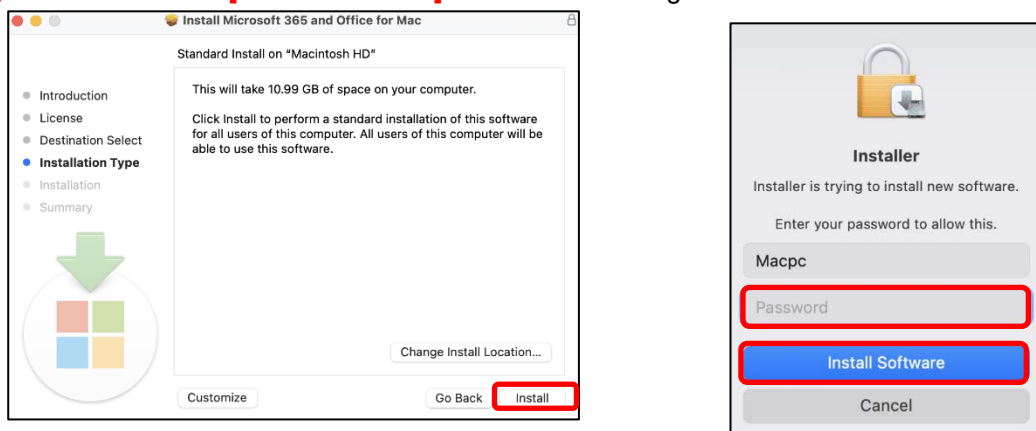 Install Microsoft 365 and Office for Mac
Standard Install on "Macintosh HD"
Introduction
License
Destination Select
Installation Type
Installation
Summary
This will take 10.99 GB of space on your computer.
Click Install to perform a standard installation of this software
for all users of this computer. All users of this computer will be
able to use this software.
Change Install Location...
Customize
Go Back
Install
Installer
Installer is trying to install new software.
Enter your password to allow this.
Macpc
Password
Install Software
Cancel